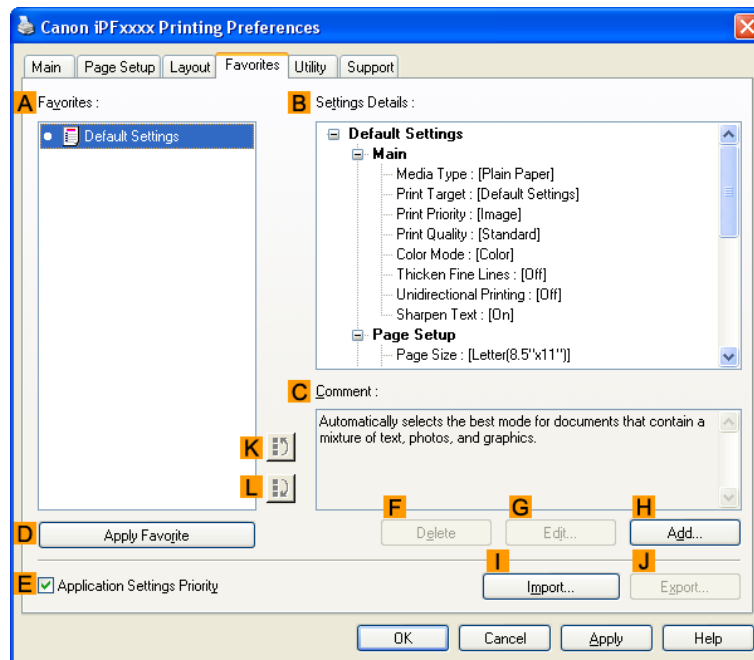 Canon iPFxxxx Printing Preferences
Main Page Setup Layout Favorites Utility Support
A Favorites :
Default Settings
B Settings Details :
Default Settings
Main
Media Type : [Plain Paper]
Print Target : [Default Settings]
Print Priority : [Image]
Print Quality : [Standard]
Color Mode : [Color]
Thicken Fine Lines : [Off]
Unidirectional Printing : [Off]
Sharpen Text : [On]
Page Setup
Page Size : [Letter(8.5"x11")]
C Comment :
Automatically selects the best mode for documents that contain a
mixture of text, photos, and graphics.
K
L
F G H
D Apply Favorite Delete Edit... Add...
I J
E Application Settings Priority Import... Export...
OK Cancel Apply Help